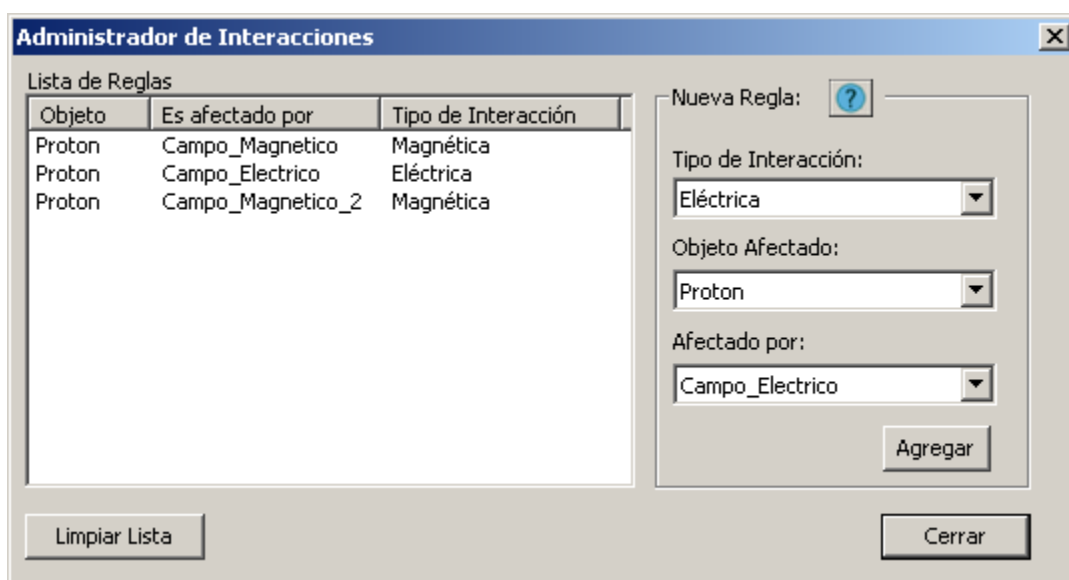 Administrador de Interacciones
Lista de Reglas
Objeto Es afectado por Tipo de Interacción
Proton Campo_Magnetico Magnética
Proton Campo_Electrico Eléctrica
Proton Campo_Magnetico_2 Magnética
Nueva Regla: ?
Tipo de Interacción:
Eléctrica
Objeto Afectado:
Proton
Afectado por:
Campo_Electrico
Agregar
Limpiar Lista
Cerrar